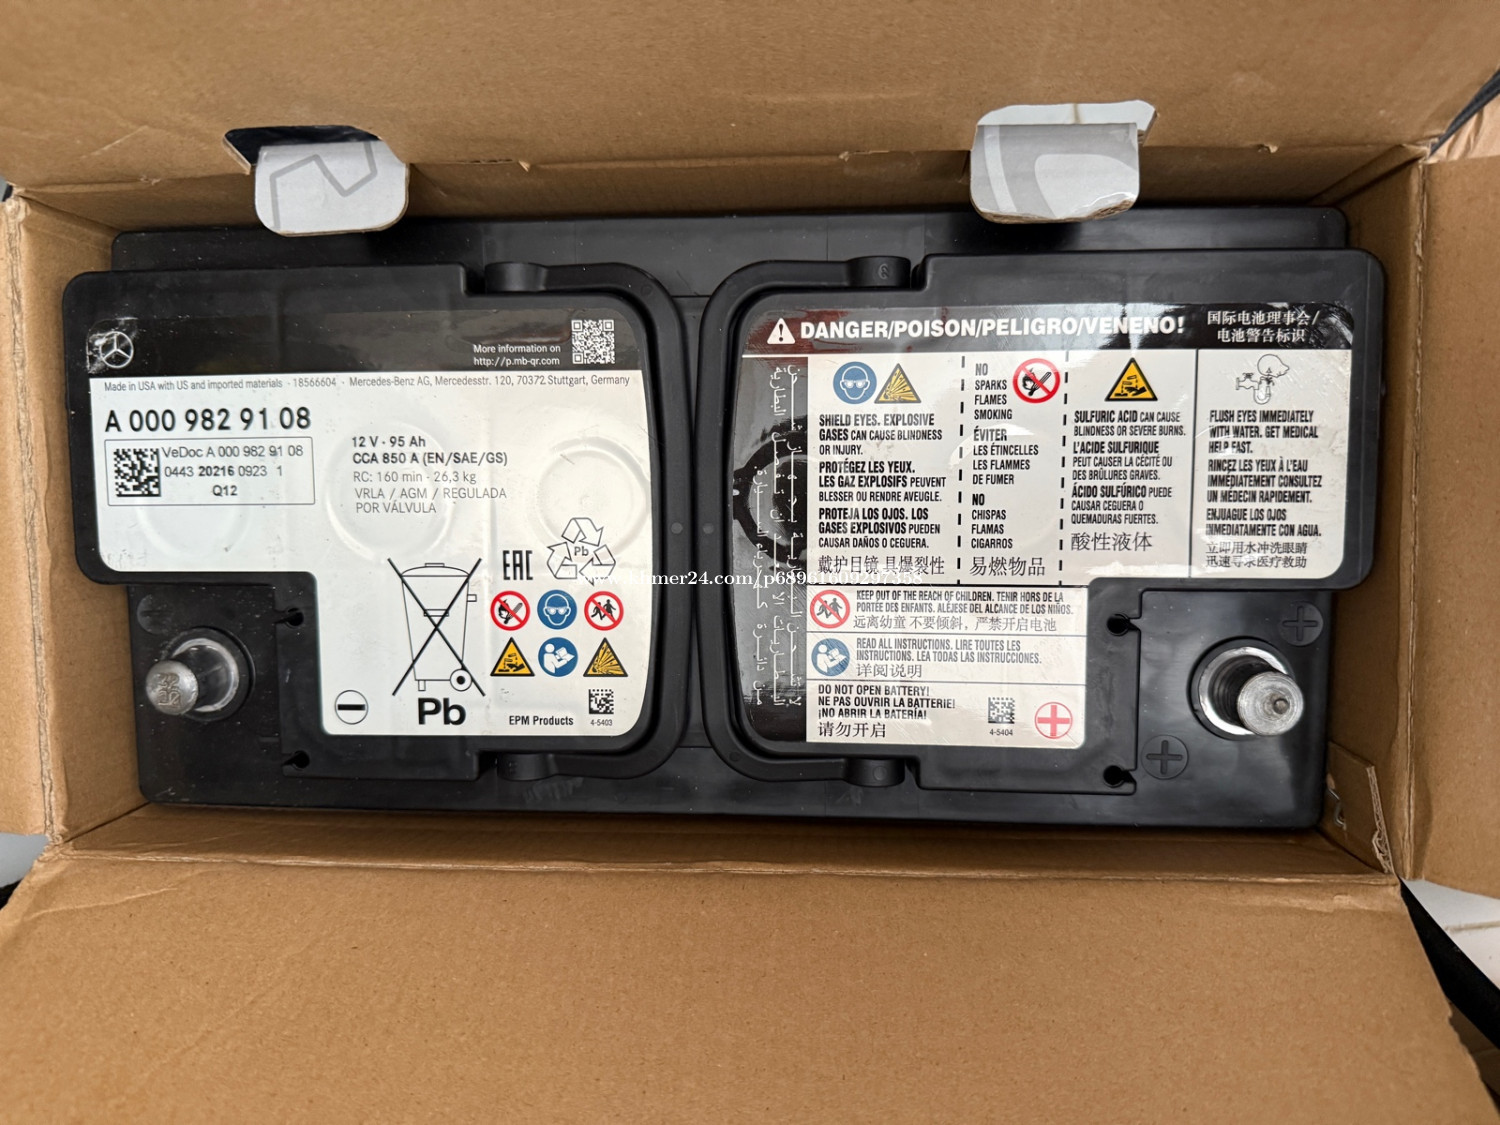 More information on
http://p.mb-qr.com
Made in USA with US and imported materials · 18566604 · Mercedes-Benz AG, Mercedesstr. 120, 70372 Stuttgart, Germany
A 000 982 91 08
VeDoc A 000 982 91 08
0443 20216 0923 1
Q12
12 V · 95 Ah
CCA 850 A (EN/SAE/GS)
RC: 160 min · 26,3 kg
VRLA / AGM / REGULADA
POR VÁLVULA
EAC
Pb
Pb
EPM Products
4-5403
DANGER/POISON/PELIGRO/VENENO!
国际电池理事会/
电池警告标识
SHIELD EYES. EXPLOSIVE
GASES CAN CAUSE BLINDNESS
OR INJURY.
PROTÉGEZ LES YEUX.
LES GAZ EXPLOSIFS PEUVENT
BLESSER OU RENDRE AVEUGLE.
PROTEJA LOS OJOS. LOS
GASES EXPLOSIVOS PUEDEN
CAUSAR DAÑOS O CEGUERA.
戴护目镜 具爆裂性
NO
SPARKS
FLAMES
SMOKING
ÉVITER
LES ÉTINCELLES
LES FLAMMES
DE FUMER
NO
CHISPAS
FLAMAS
CIGARROS
易燃物品
SULFURIC ACID CAN CAUSE
BLINDNESS OR SEVERE BURNS.
L'ACIDE SULFURIQUE
PEUT CAUSER LA CÉCITÉ OU
DES BRÛLURES GRAVES.
ÁCIDO SULFÚRICO PUEDE
CAUSAR CEGUERA O
QUEMADURAS FUERTES.
酸性液体
FLUSH EYES IMMEDIATELY
WITH WATER. GET MEDICAL
HELP FAST.
RINCEZ LES YEUX À L'EAU
IMMÉDIATEMENT CONSULTEZ
UN MÉDECIN RAPIDEMENT.
ENJUAGUE LOS OJOS
INMEDIATAMENTE CON AGUA.
立即用水冲洗眼睛
迅速寻求医疗救助
www.khmer24.com/p68961609297358
KEEP OUT OF THE REACH OF CHILDREN. TENIR HORS DE LA
PORTÉE DES ENFANTS. ALÉJESE DEL ALCANCE DE LOS NIÑOS.
远离幼童 不要倾斜, 严禁开启电池
READ ALL INSTRUCTIONS. LIRE TOUTES LES
INSTRUCTIONS. LEA TODAS LAS INSTRUCCIONES.
详阅说明
DO NOT OPEN BATTERY!
NE PAS OUVRIR LA BATTERIE!
¡NO ABRIR LA BATERÍA!
请勿开启
4-5404